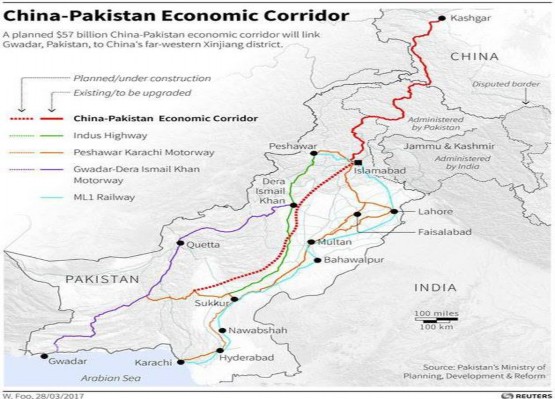 China-Pakistan Economic Corridor
A planned $57 billion China-Pakistan economic corridor will link
Gwadar, Pakistan, to China's far-western Xinjiang district.
Kashgar
CHINA
Planned/under construction
Existing/to be upgraded
Disputed border
China-Pakistan Economic Corridor
Indus Highway
Peshawar Karachi Motorway
Gwadar-Dera Ismail Khan
Motorway
ML1 Railway
Administered
by Pakistan
Peshawar
Jammu & Kashmir
Administered
by India
Islamabad
Dera
Ismail
Khan
Lahore
Faisalabad
Quetta
Multan
Bahawalpur
PAKISTAN
INDIA
Sukkur
100 miles
100 km
Nawabshah
Hyderabad
Karachi
Gwadar
Arabian Sea
Source: Pakistan's Ministry of
Planning, Development & Reform
W. Foo, 28/03/2017
REUTERS